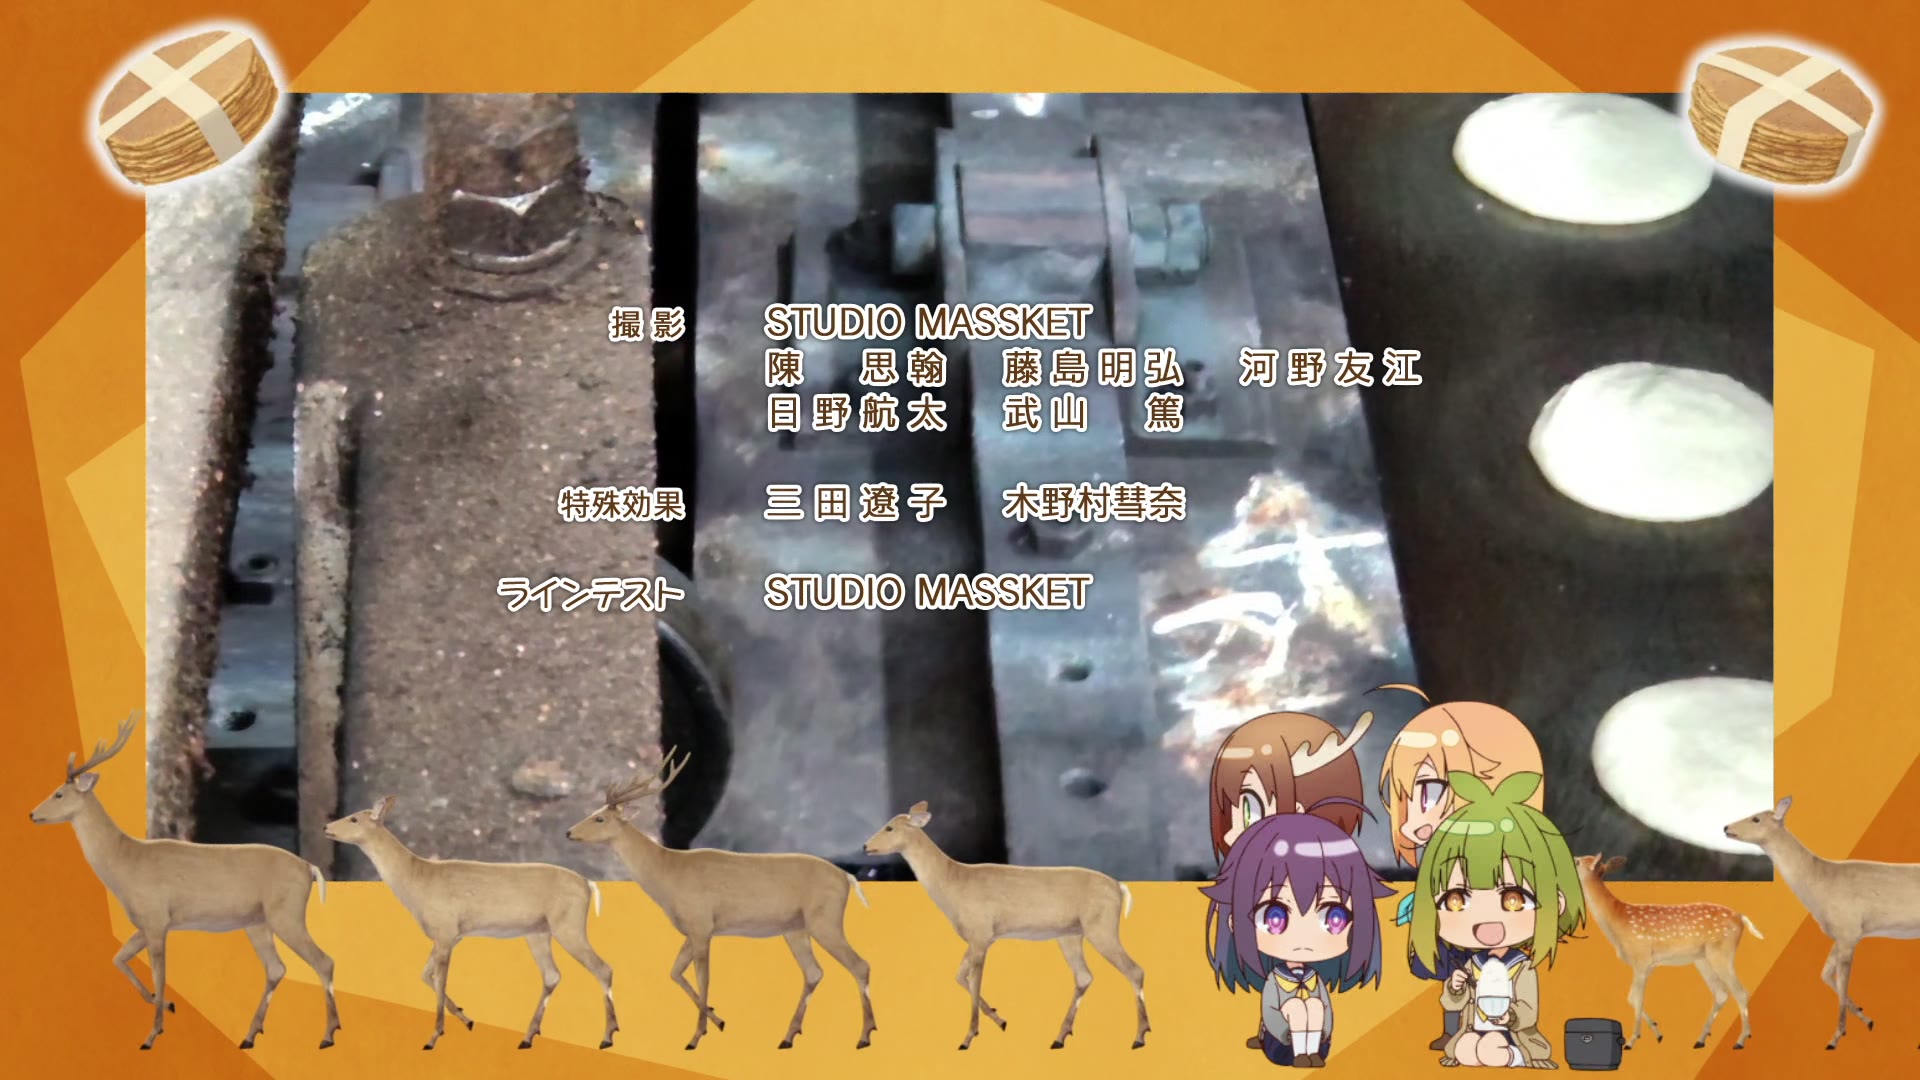 撮影 STUDIO MASSKET
陳 思翰 藤島明弘 河野友江
日野航太 武山 篤
特殊効果 三田遼子 木野村彗奈
ラインテスト STUDIO MASSKET